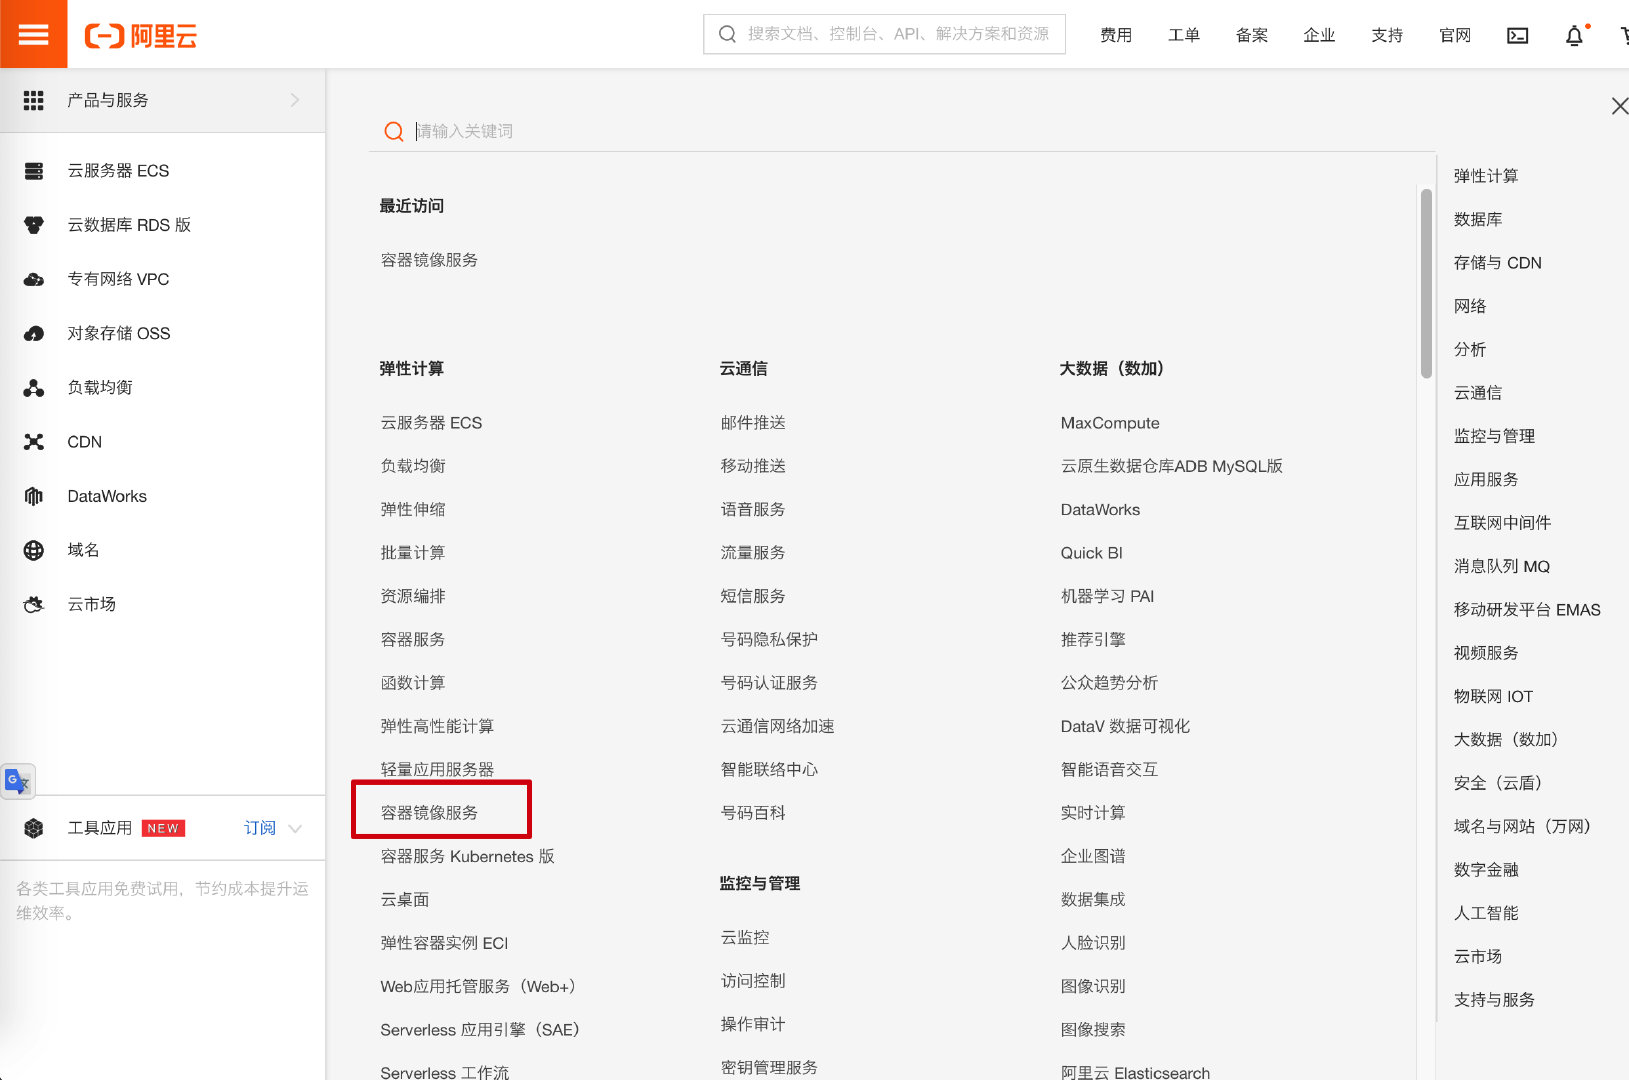 阿里云
搜索文档、控制台、API、解决方案和资源
费用
工单
备案
企业
支持
官网
产品与服务
云服务器 ECS
云数据库 RDS 版
专有网络 VPC
对象存储 OSS
负载均衡
CDN
DataWorks
域名
云市场
工具应用 NEW 订阅
各类工具应用免费试用，节约成本提升运
维效率。
请输入关键词
最近访问
容器镜像服务
弹性计算
云服务器 ECS
负载均衡
弹性伸缩
批量计算
资源编排
容器服务
函数计算
弹性高性能计算
轻量应用服务器
容器镜像服务
容器服务 Kubernetes 版
云桌面
弹性容器实例 ECI
Web应用托管服务（Web+）
Serverless 应用引擎（SAE）
Serverless 工作流
云通信
邮件推送
移动推送
语音服务
流量服务
短信服务
号码隐私保护
号码认证服务
云通信网络加速
智能联络中心
号码百科
监控与管理
云监控
访问控制
操作审计
密钥管理服务
大数据（数加）
MaxCompute
云原生数据仓库ADB MySQL版
DataWorks
Quick BI
机器学习 PAI
推荐引擎
公众趋势分析
DataV 数据可视化
智能语音交互
实时计算
企业图谱
数据集成
人脸识别
图像识别
图像搜索
阿里云 Elasticsearch
弹性计算
数据库
存储与 CDN
网络
分析
云通信
监控与管理
应用服务
互联网中间件
消息队列 MQ
移动研发平台 EMAS
视频服务
物联网 IOT
大数据（数加）
安全（云盾）
域名与网站（万网）
数字金融
人工智能
云市场
支持与服务